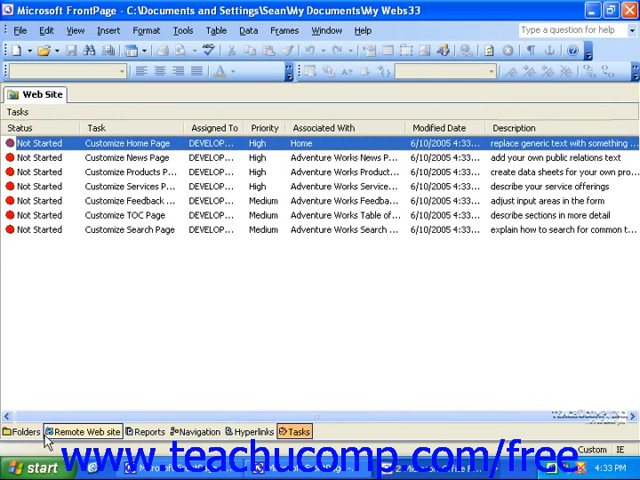 Microsoft FrontPage - C:\Documents and Settings\Sean\My Documents\My Webs33
File Edit View Insert Format Tools Table Data Frames Window Help Type a question for help
Web Site
Tasks
Status Task Assigned To Priority Associated With Modified Date Description
Not Started Customize Home Page DEVELOP... High Home 6/10/2005 4:33... replace generic text with something ...
Not Started Customize News Page DEVELOP... High Adventure Works News P... 6/10/2005 4:33... add your own public relations text
Not Started Customize Products P... DEVELOP... High Adventure Works Product... 6/10/2005 4:33... create data sheets for your own pro...
Not Started Customize Services P... DEVELOP... High Adventure Works Service... 6/10/2005 4:33... describe your service offerings
Not Started Customize Feedback ... DEVELOP... Medium Adventure Works Feedba... 6/10/2005 4:33... adjust input areas in the form
Not Started Customize TOC Page DEVELOP... Medium Adventure Works Table of... 6/10/2005 4:33... describe sections in more detail
Not Started Customize Search Page DEVELOP... Medium Adventure Works Search ... 6/10/2005 4:33... explain how to search for common t...
TEACHUCOMP, INC.
Folders Remote Web site Reports Navigation Hyperlinks Tasks
Custom IE
www.teachucomp.com/free
start 4:33 PM